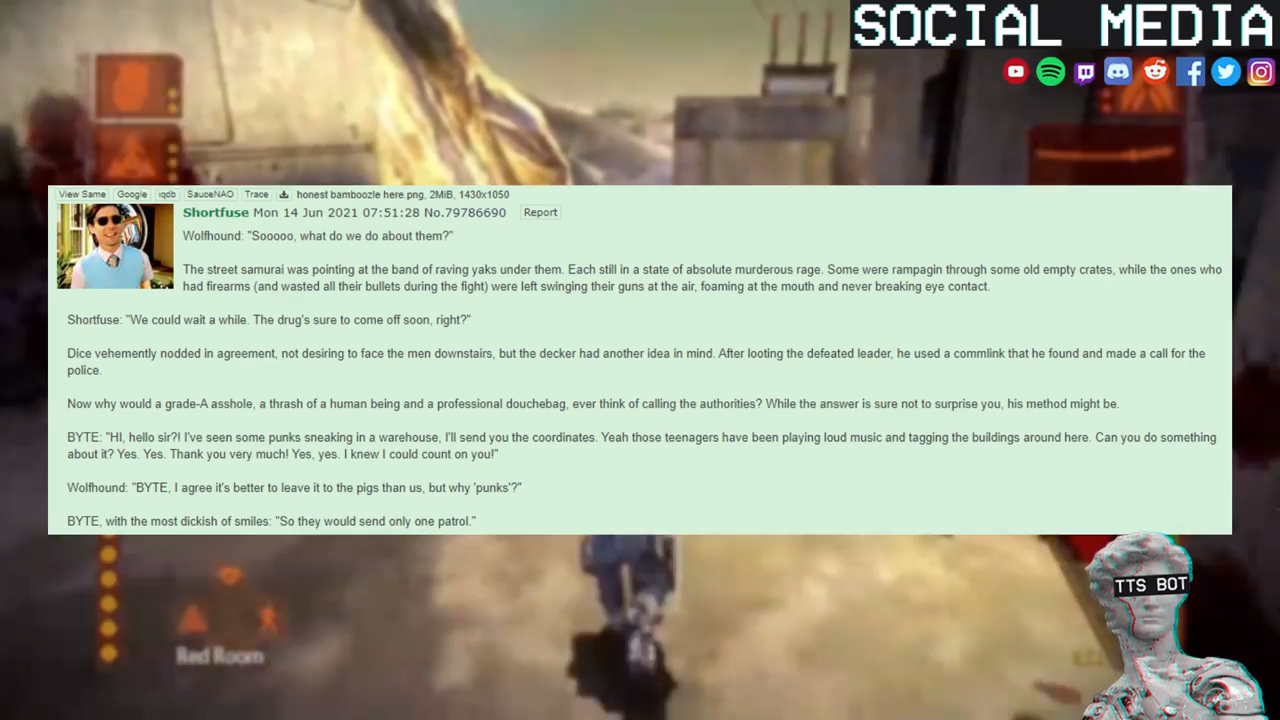 SOCIAL MEDIA
View Same Google iqdb SauceNAO Trace honest bamboozle here.png, 2MiB, 1430x1050
Shortfuse Mon 14 Jun 2021 07:51:28 No.79786690 Report
Wolfhound: "Sooooo, what do we do about them?"
The street samurai was pointing at the band of raving yaks under them. Each still in a state of absolute murderous rage. Some were rampagin through some old empty crates, while the ones who
had firearms (and wasted all their bullets during the fight) were left swinging their guns at the air, foaming at the mouth and never breaking eye contact.
Shortfuse: "We could wait a while. The drug's sure to come off soon, right?"
Dice vehemently nodded in agreement, not desiring to face the men downstairs, but the decker had another idea in mind. After looting the defeated leader, he used a commlink that he found and made a call for the
police.
Now why would a grade-A asshole, a thrash of a human being and a professional douchebag, ever think of calling the authorities? While the answer is sure not to surprise you, his method might be.
BYTE: "HI, hello sir?! I've seen some punks sneaking in a warehouse, I'll send you the coordinates. Yeah those teenagers have been playing loud music and tagging the buildings around here. Can you do something
about it? Yes. Yes. Thank you very much! Yes, yes. I knew I could count on you!"
Wolfhound: "BYTE, I agree it's better to leave it to the pigs than us, but why 'punks'?"
BYTE, with the most dickish of smiles: "So they would send only one patrol."
TTS BOT
Red Room